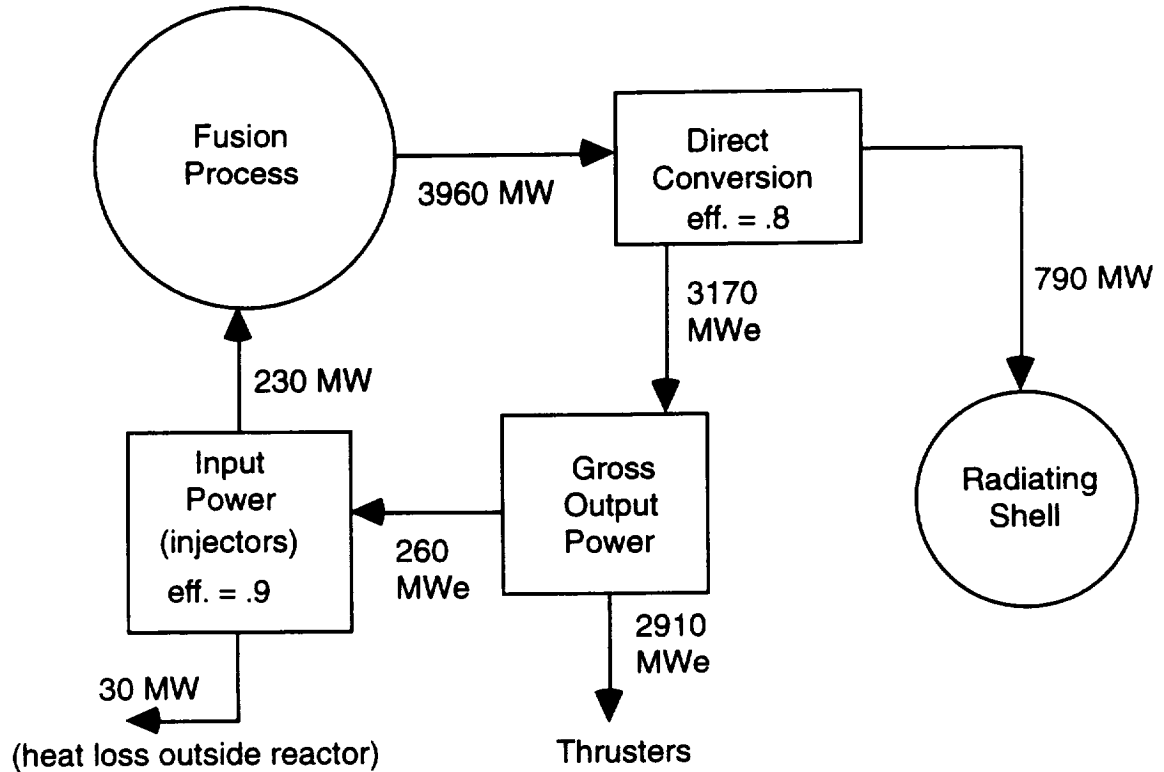 Fusion
Process
3960 MW
Direct
Conversion
eff. = .8
790 MW
3170
MWe
230 MW
Input
Power
(injectors)
eff. = .9
260
MWe
Gross
Output
Power
Radiating
Shell
2910
MWe
30 MW
(heat loss outside reactor)
Thrusters